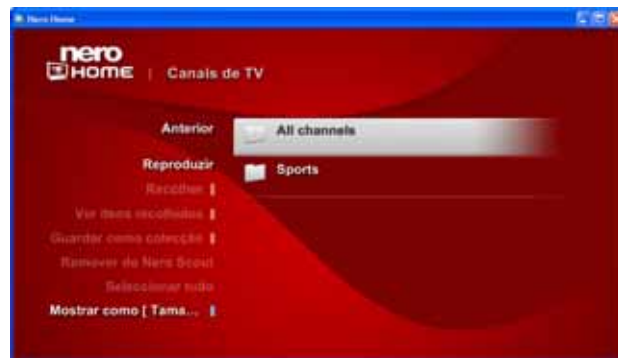 Nero Home
nero
HOME | Canais de TV
Anterior
All channels
Reproduzir
Sports
Recolher
Ver itens recolhidos
Guardar como colecção
Remover do Nero Scout
Seleccionar tudo
Mostrar como [ Tama...